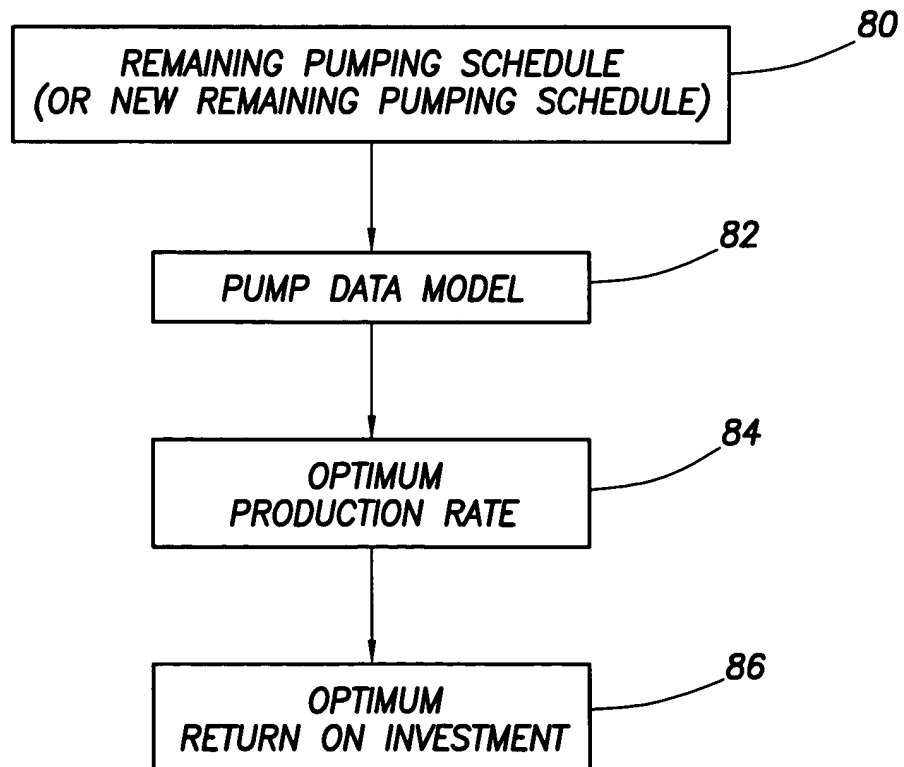 80
REMAINING PUMPING SCHEDULE
(OR NEW REMAINING PUMPING SCHEDULE)
82
PUMP DATA MODEL
84
OPTIMUM
PRODUCTION RATE
86
OPTIMUM
RETURN ON INVESTMENT